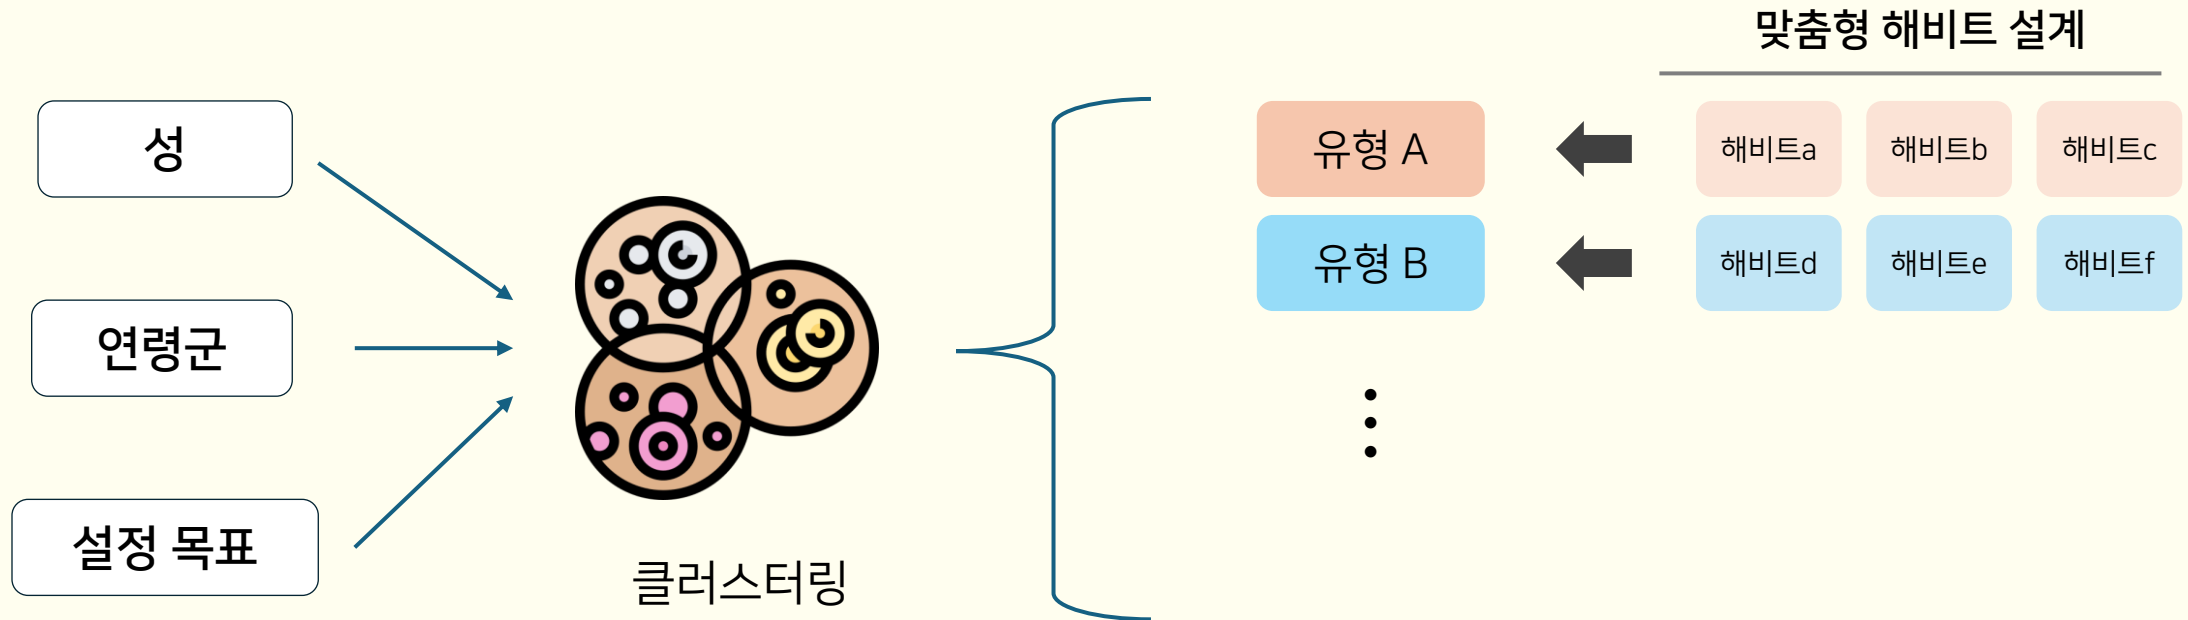 맞춤형 해비트 설계
성
연령군
설정 목표
클러스터링
유형 A
해비트a
해비트b
해비트c
유형 B
해비트d
해비트e
해비트f